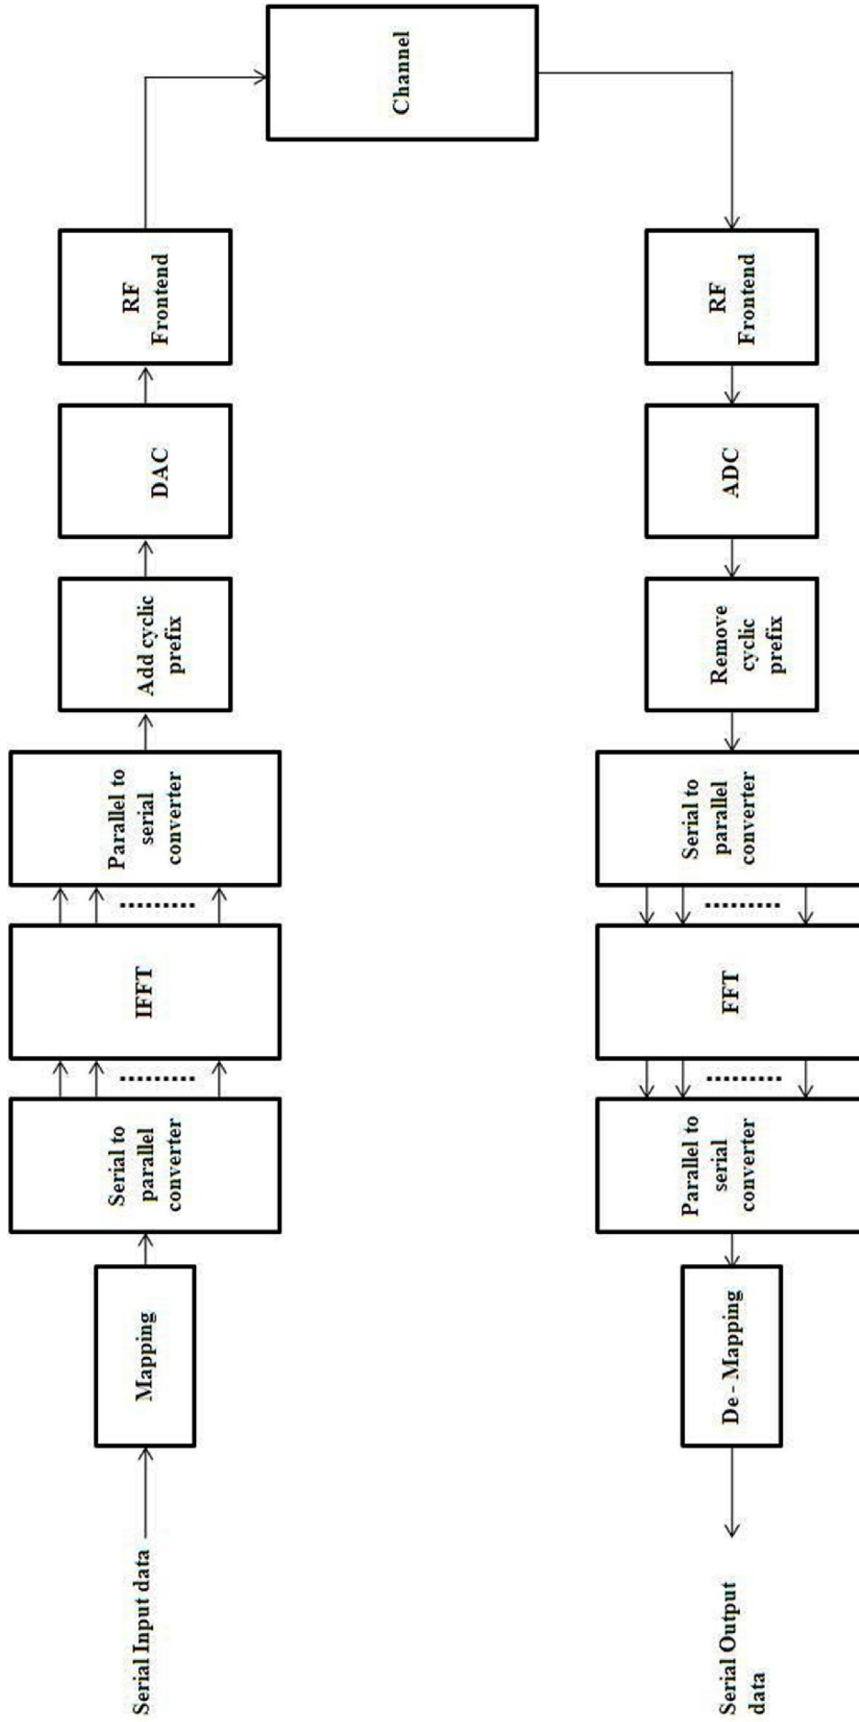 Serial Input data
Mapping
Serial to
parallel
converter
IFFT
Parallel to
serial
converter
Add cyclic
prefix
DAC
RF
Frontend
Channel
RF
Frontend
ADC
Remove
cyclic
prefix
Serial to
parallel
converter
FFT
Parallel to
serial
converter
De - Mapping
Serial Output
data